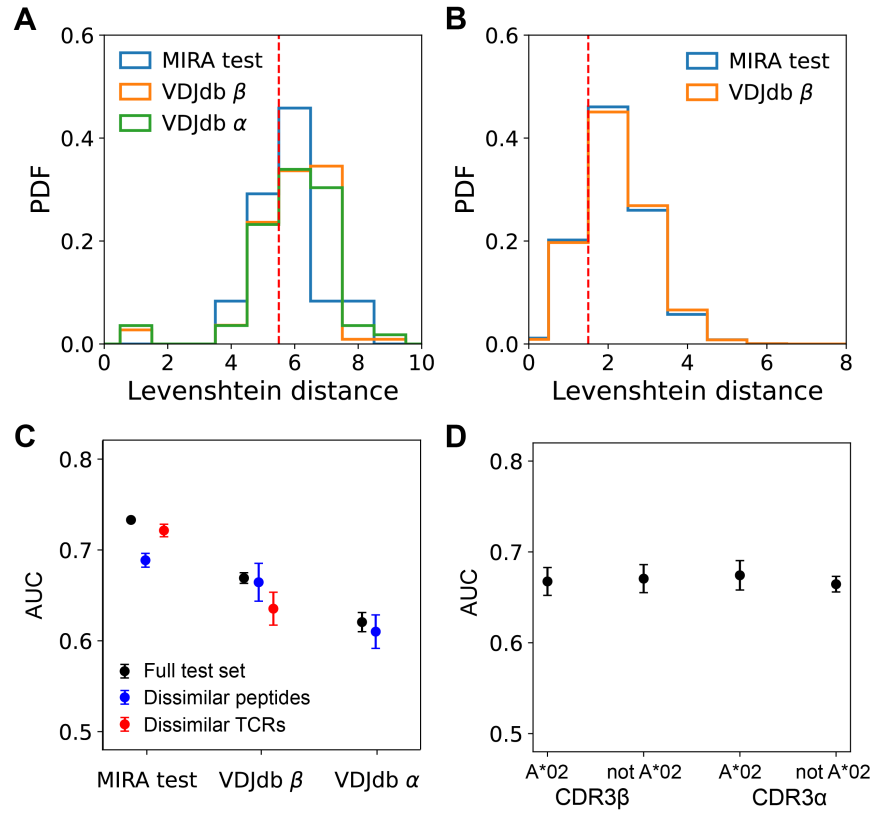 A
0.6
0.4
0.2
0.0
PDF
MIRA test
VDJdb β
VDJdb α
0 2 4 6 8 10
Levenshtein distance
B
0.6
0.4
0.2
0.0
PDF
MIRA test
VDJdb β
0 2 4 6 8
Levenshtein distance
C
0.8
0.7
0.6
0.5
AUC
Full test set
Dissimilar peptides
Dissimilar TCRs
MIRA test VDJdb β VDJdb α
D
0.8
0.7
0.6
0.5
AUC
A*02 not A*02 A*02 not A*02
CDR3β CDR3α